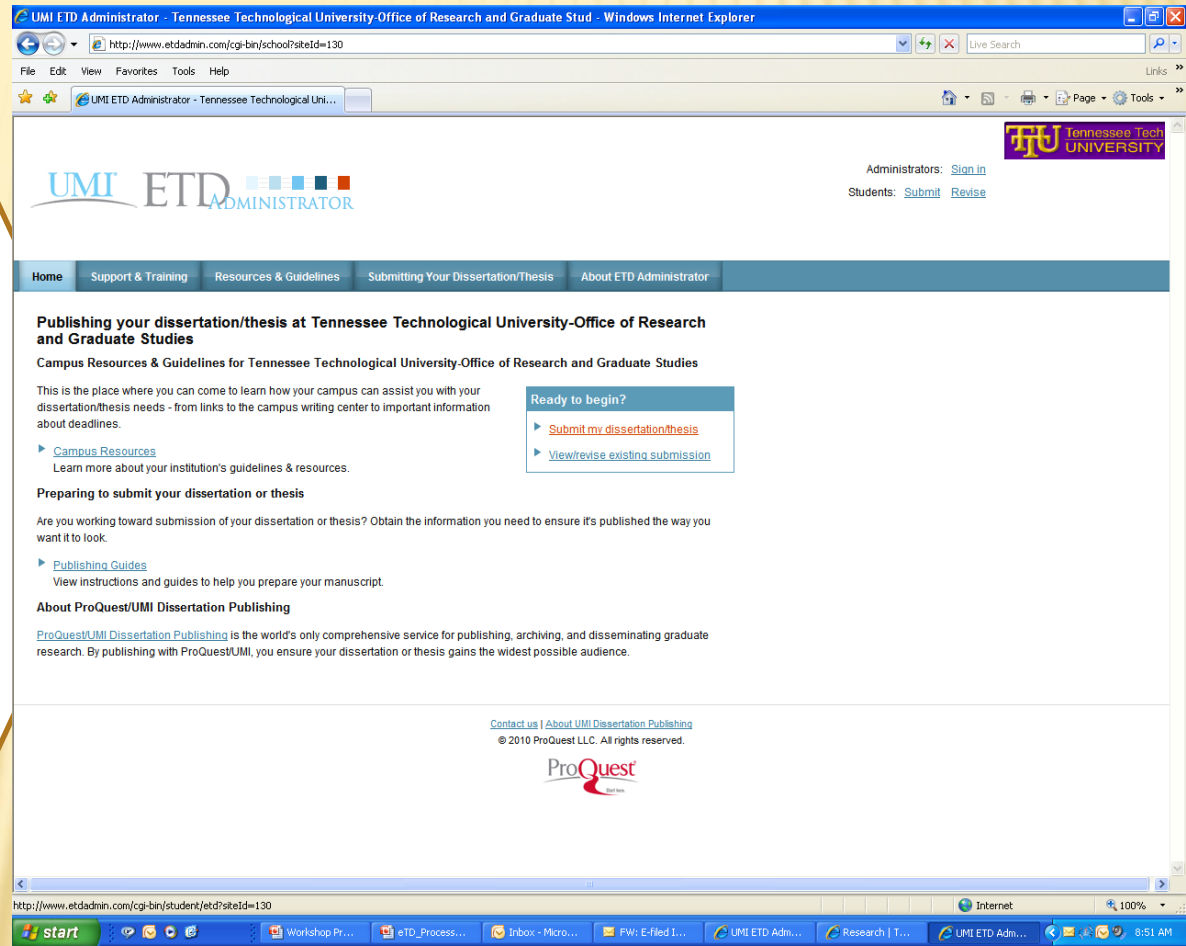 UMI ETD Administrator - Tennessee Technological University-Office of Research and Graduate Stud - Windows Internet Explorer
http://www.etdadmin.com/cgi-bin/school?siteId=130
Live Search
File Edit View Favorites Tools Help
Links »
UMI ETD Administrator - Tennessee Technological Uni...
Page Tools »
TTU Tennessee Tech
UNIVERSITY
Administrators: Sign in
Students: Submit Revise
UMI ETD ADMINISTRATOR
Home Support & Training Resources & Guidelines Submitting Your Dissertation/Thesis About ETD Administrator
Publishing your dissertation/thesis at Tennessee Technological University-Office of Research
and Graduate Studies
Campus Resources & Guidelines for Tennessee Technological University-Office of Research and Graduate Studies
This is the place where you can come to learn how your campus can assist you with your
dissertation/thesis needs - from links to the campus writing center to important information
about deadlines.
Campus Resources
Learn more about your institution's guidelines & resources.
Ready to begin?
Submit my dissertation/thesis
View/revise existing submission
Preparing to submit your dissertation or thesis
Are you working toward submission of your dissertation or thesis? Obtain the information you need to ensure it's published the way you
want it to look.
Publishing Guides
View instructions and guides to help you prepare your manuscript.
About ProQuest/UMI Dissertation Publishing
ProQuest/UMI Dissertation Publishing is the world's only comprehensive service for publishing, archiving, and disseminating graduate
research. By publishing with ProQuest/UMI, you ensure your dissertation or thesis gains the widest possible audience.
Contact us | About UMI Dissertation Publishing
© 2010 ProQuest LLC. All rights reserved.
ProQuest
Start here.
http://www.etdadmin.com/cgi-bin/student/etd?siteId=130
Internet 100%
start Workshop Pr... eTD_Process... Inbox - Micro... FW: E-filed I... UMI ETD Adm... Research | T... UMI ETD Adm... 8:51 AM